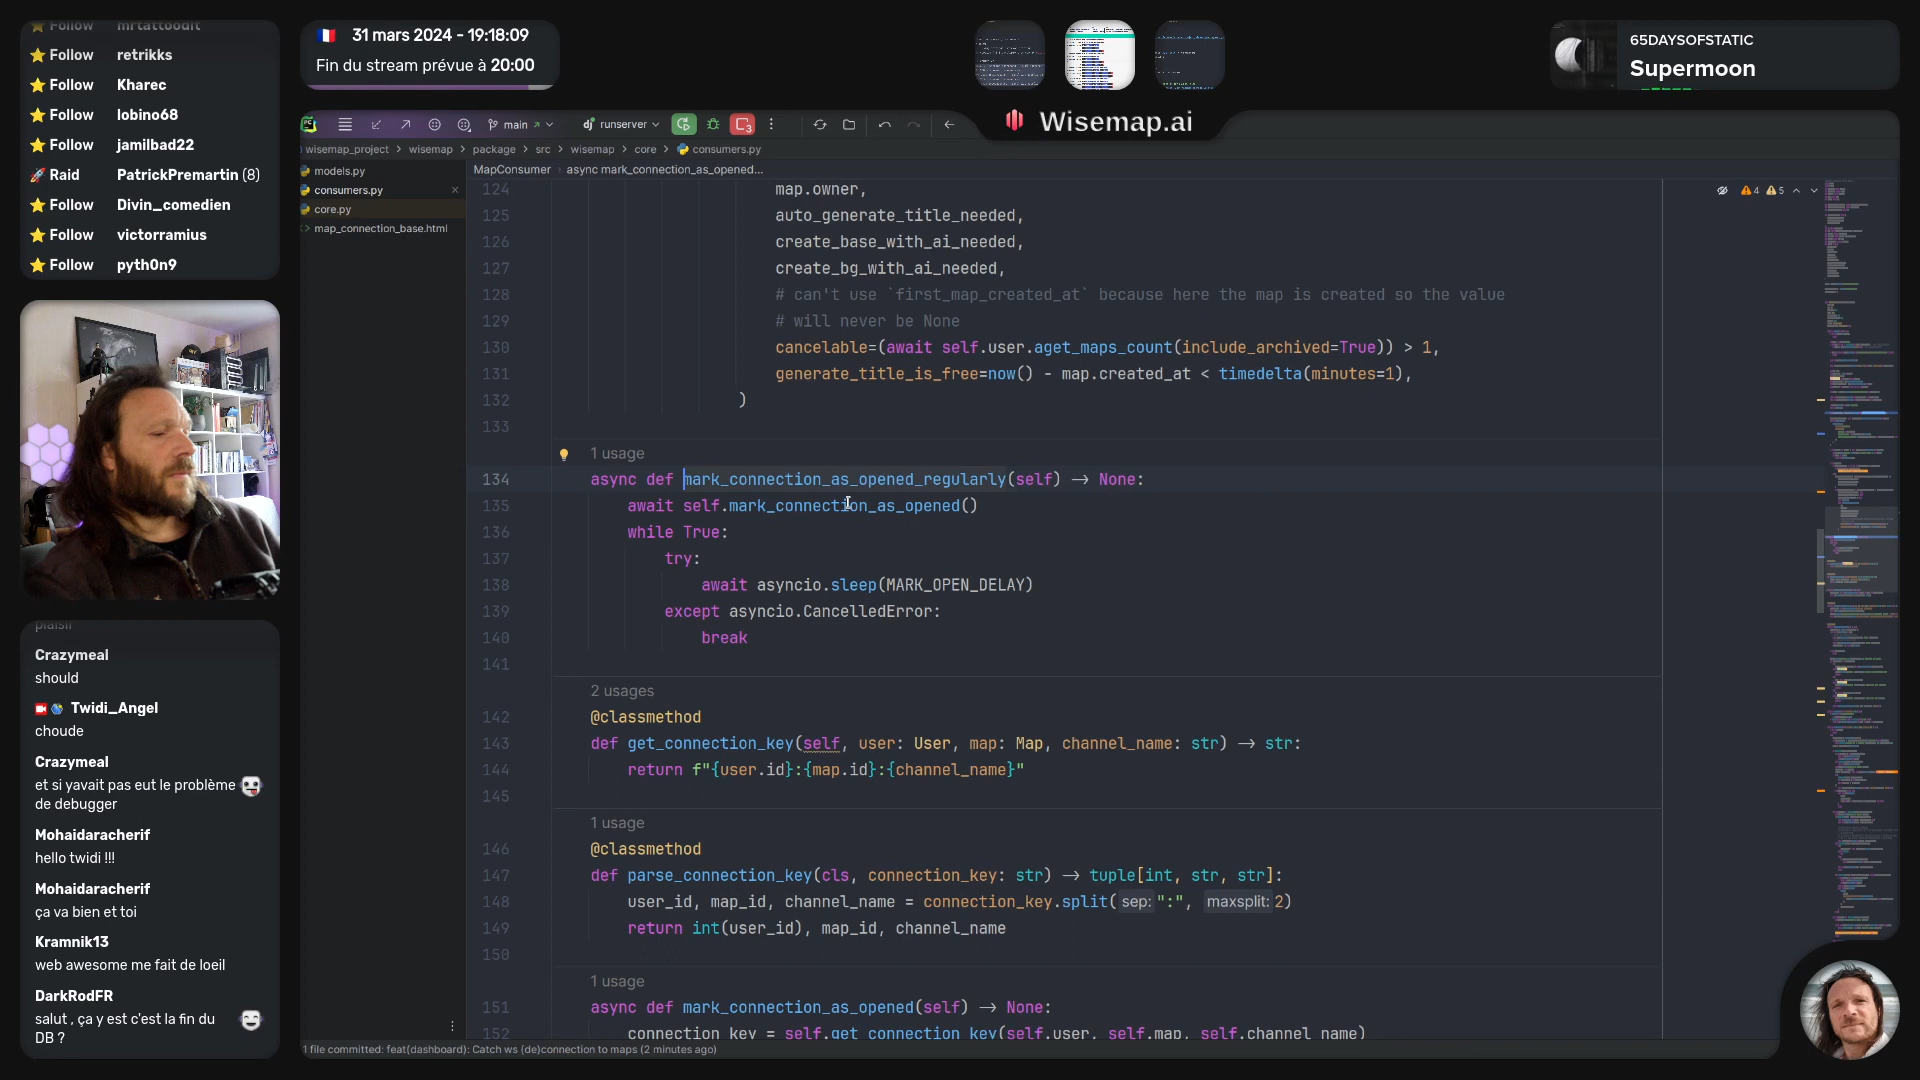 Follow mrtattoodit
Follow retrikks
Follow Kharec
Follow lobino68
Follow jamilbad22
Raid PatrickPremartin (8)
Follow Divin_comedien
Follow victorramius
Follow pyth0n9
31 mars 2024 - 19:18:09
Fin du stream prévue à 20:00
65DAYSOFSTATIC
Supermoon
Wisemap.ai
main
dj runserver
3
wisemap_project > wisemap > package > src > wisemap > core > consumers.py
models.py
consumers.py
core.py
map_connection_base.html
MapConsumer > async mark_connection_as_opened...
4 5
124 map.owner,
125 auto_generate_title_needed,
126 create_base_with_ai_needed,
127 create_bg_with_ai_needed,
128 # can't use `first_map_created_at` because here the map is created so the value
129 # will never be None
130 cancelable=(await self.user.aget_maps_count(include_archived=True)) > 1,
131 generate_title_is_free=now() - map.created_at < timedelta(minutes=1),
132 )
133
1 usage
134 async def mark_connection_as_opened_regularly(self) → None:
135 await self.mark_connection_as_opened()
136 while True:
137 try:
138 await asyncio.sleep(MARK_OPEN_DELAY)
139 except asyncio.CancelledError:
140 break
141
2 usages
142 @classmethod
143 def get_connection_key(self, user: User, map: Map, channel_name: str) → str:
144 return f"{user.id}:{map.id}:{channel_name}"
145
1 usage
146 @classmethod
147 def parse_connection_key(cls, connection_key: str) → tuple[int, str, str]:
148 user_id, map_id, channel_name = connection_key.split( sep: ":", maxsplit: 2)
149 return int(user_id), map_id, channel_name
150
1 usage
151 async def mark_connection_as_opened(self) → None:
152 connection_key = self.get_connection_key(self.user, self.map, self.channel_name)
1 file committed: feat(dashboard): Catch ws (de)connection to maps (2 minutes ago)
plaisir
Crazymeal
should
Twidi_Angel
choude
Crazymeal
et si yavait pas eut le problème
de debugger
Mohaidaracherif
hello twidi !!!
Mohaidaracherif
ça va bien et toi
Kramnik13
web awesome me fait de loeil
DarkRodFR
salut , ça y est c'est la fin du
DB ?